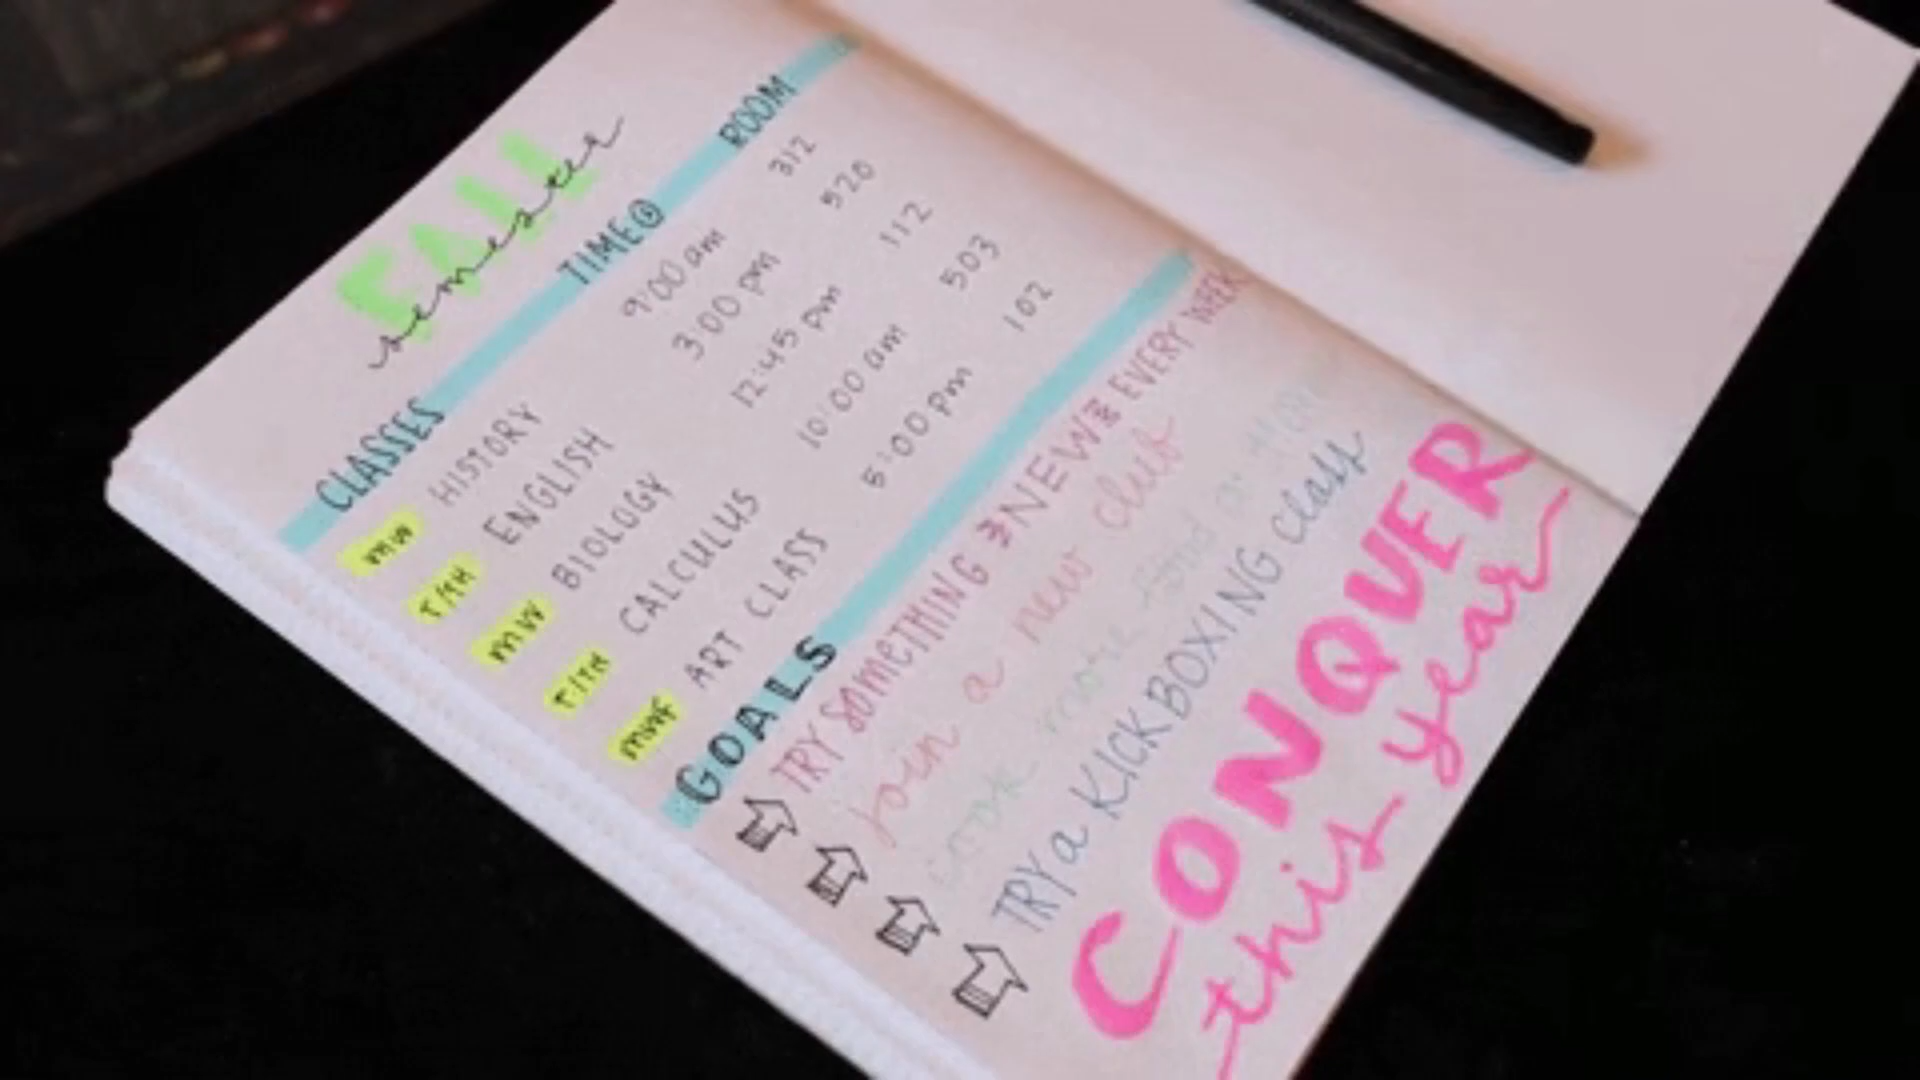 FALL
semester
CLASSES TIME ROOM
MW HISTORY 9:00 am 312
T/TH ENGLISH 3:00 pm 520
MW BIOLOGY 12:45 pm 112
T/TH CALCULUS 10:00 am 503
MWF ART CLASS 5:00 pm 102
GOALS
TRY SOMETHING NEW EVERY WEEK
join a new club
cook more
TRY a KICKBOXING class
CONQUER
this year